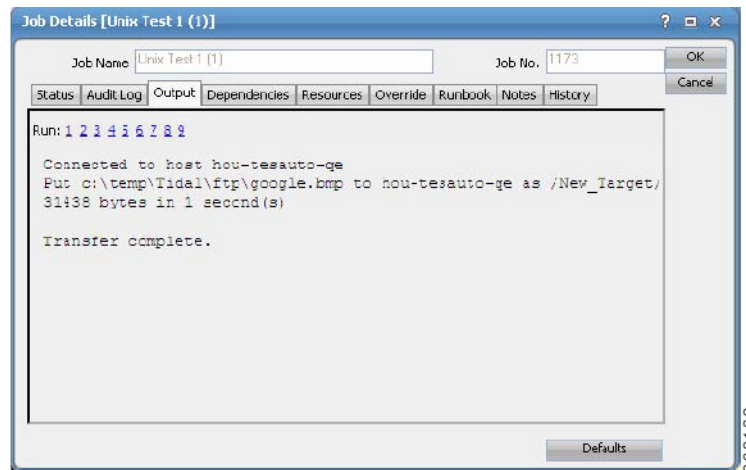 Job Details [Unix Test 1 (1)]
Job Name Unix Test 1 (1) Job No. 1173 OK
Cancel
Status Audit Log Output Dependencies Resources Override Runbook Notes History
Run: 1 2 3 4 5 6 7 8 9
Connected to host hou-tesauto-qe
Put c:\temp\Tidal\ftp\google.bmp to hou-tesauto-qe as /New_Target/
31438 bytes in 1 second(s)
Transfer complete.
Defaults